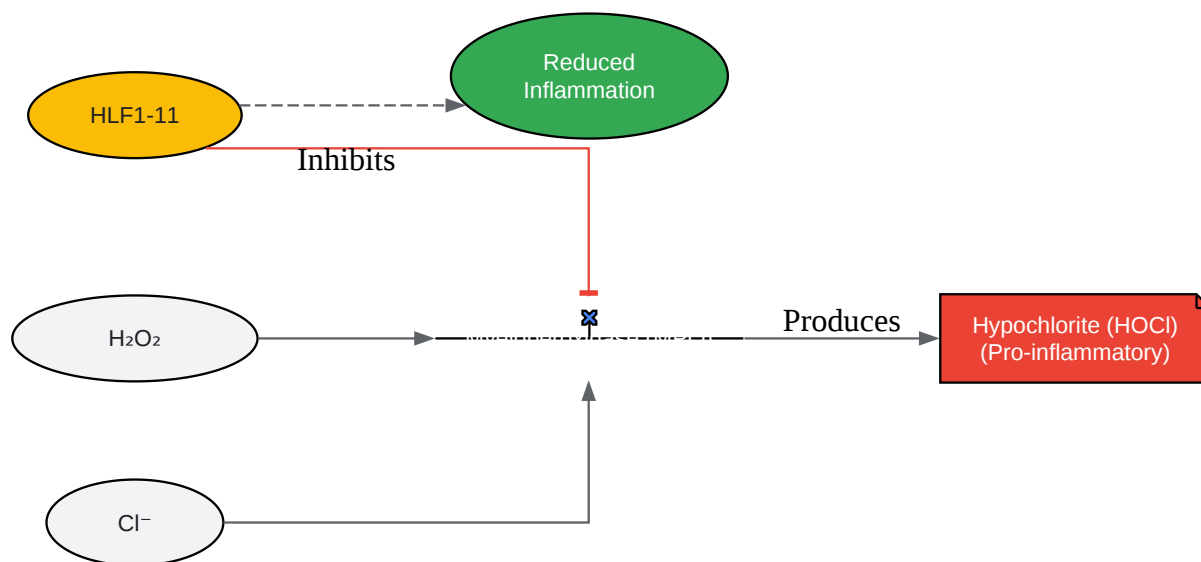 Reduced
Inflammation
HLF1-11
Inhibits
H₂O₂
Produces
Hypochlorite (HOCl)
(Pro-inflammatory)
Cl⁻